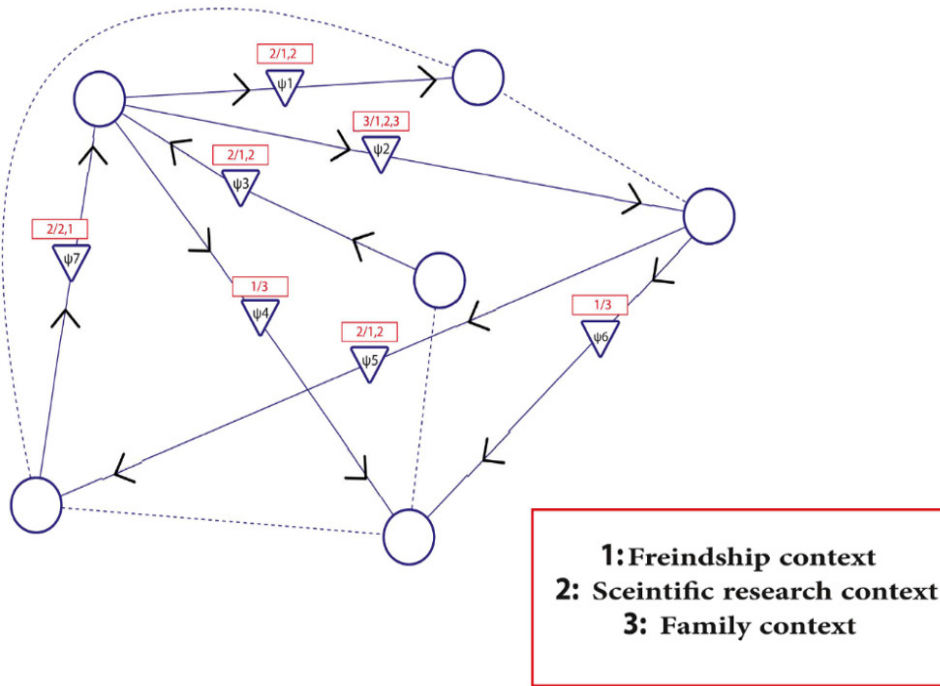 2/1,2
ψ1
3/1,2,3
ψ2
2/1,2
ψ3
2/2,1
ψ7
1/3
ψ4
1/3
ψ6
2/1,2
ψ5
1: Freindship context
2: Sceintific research context
3: Family context